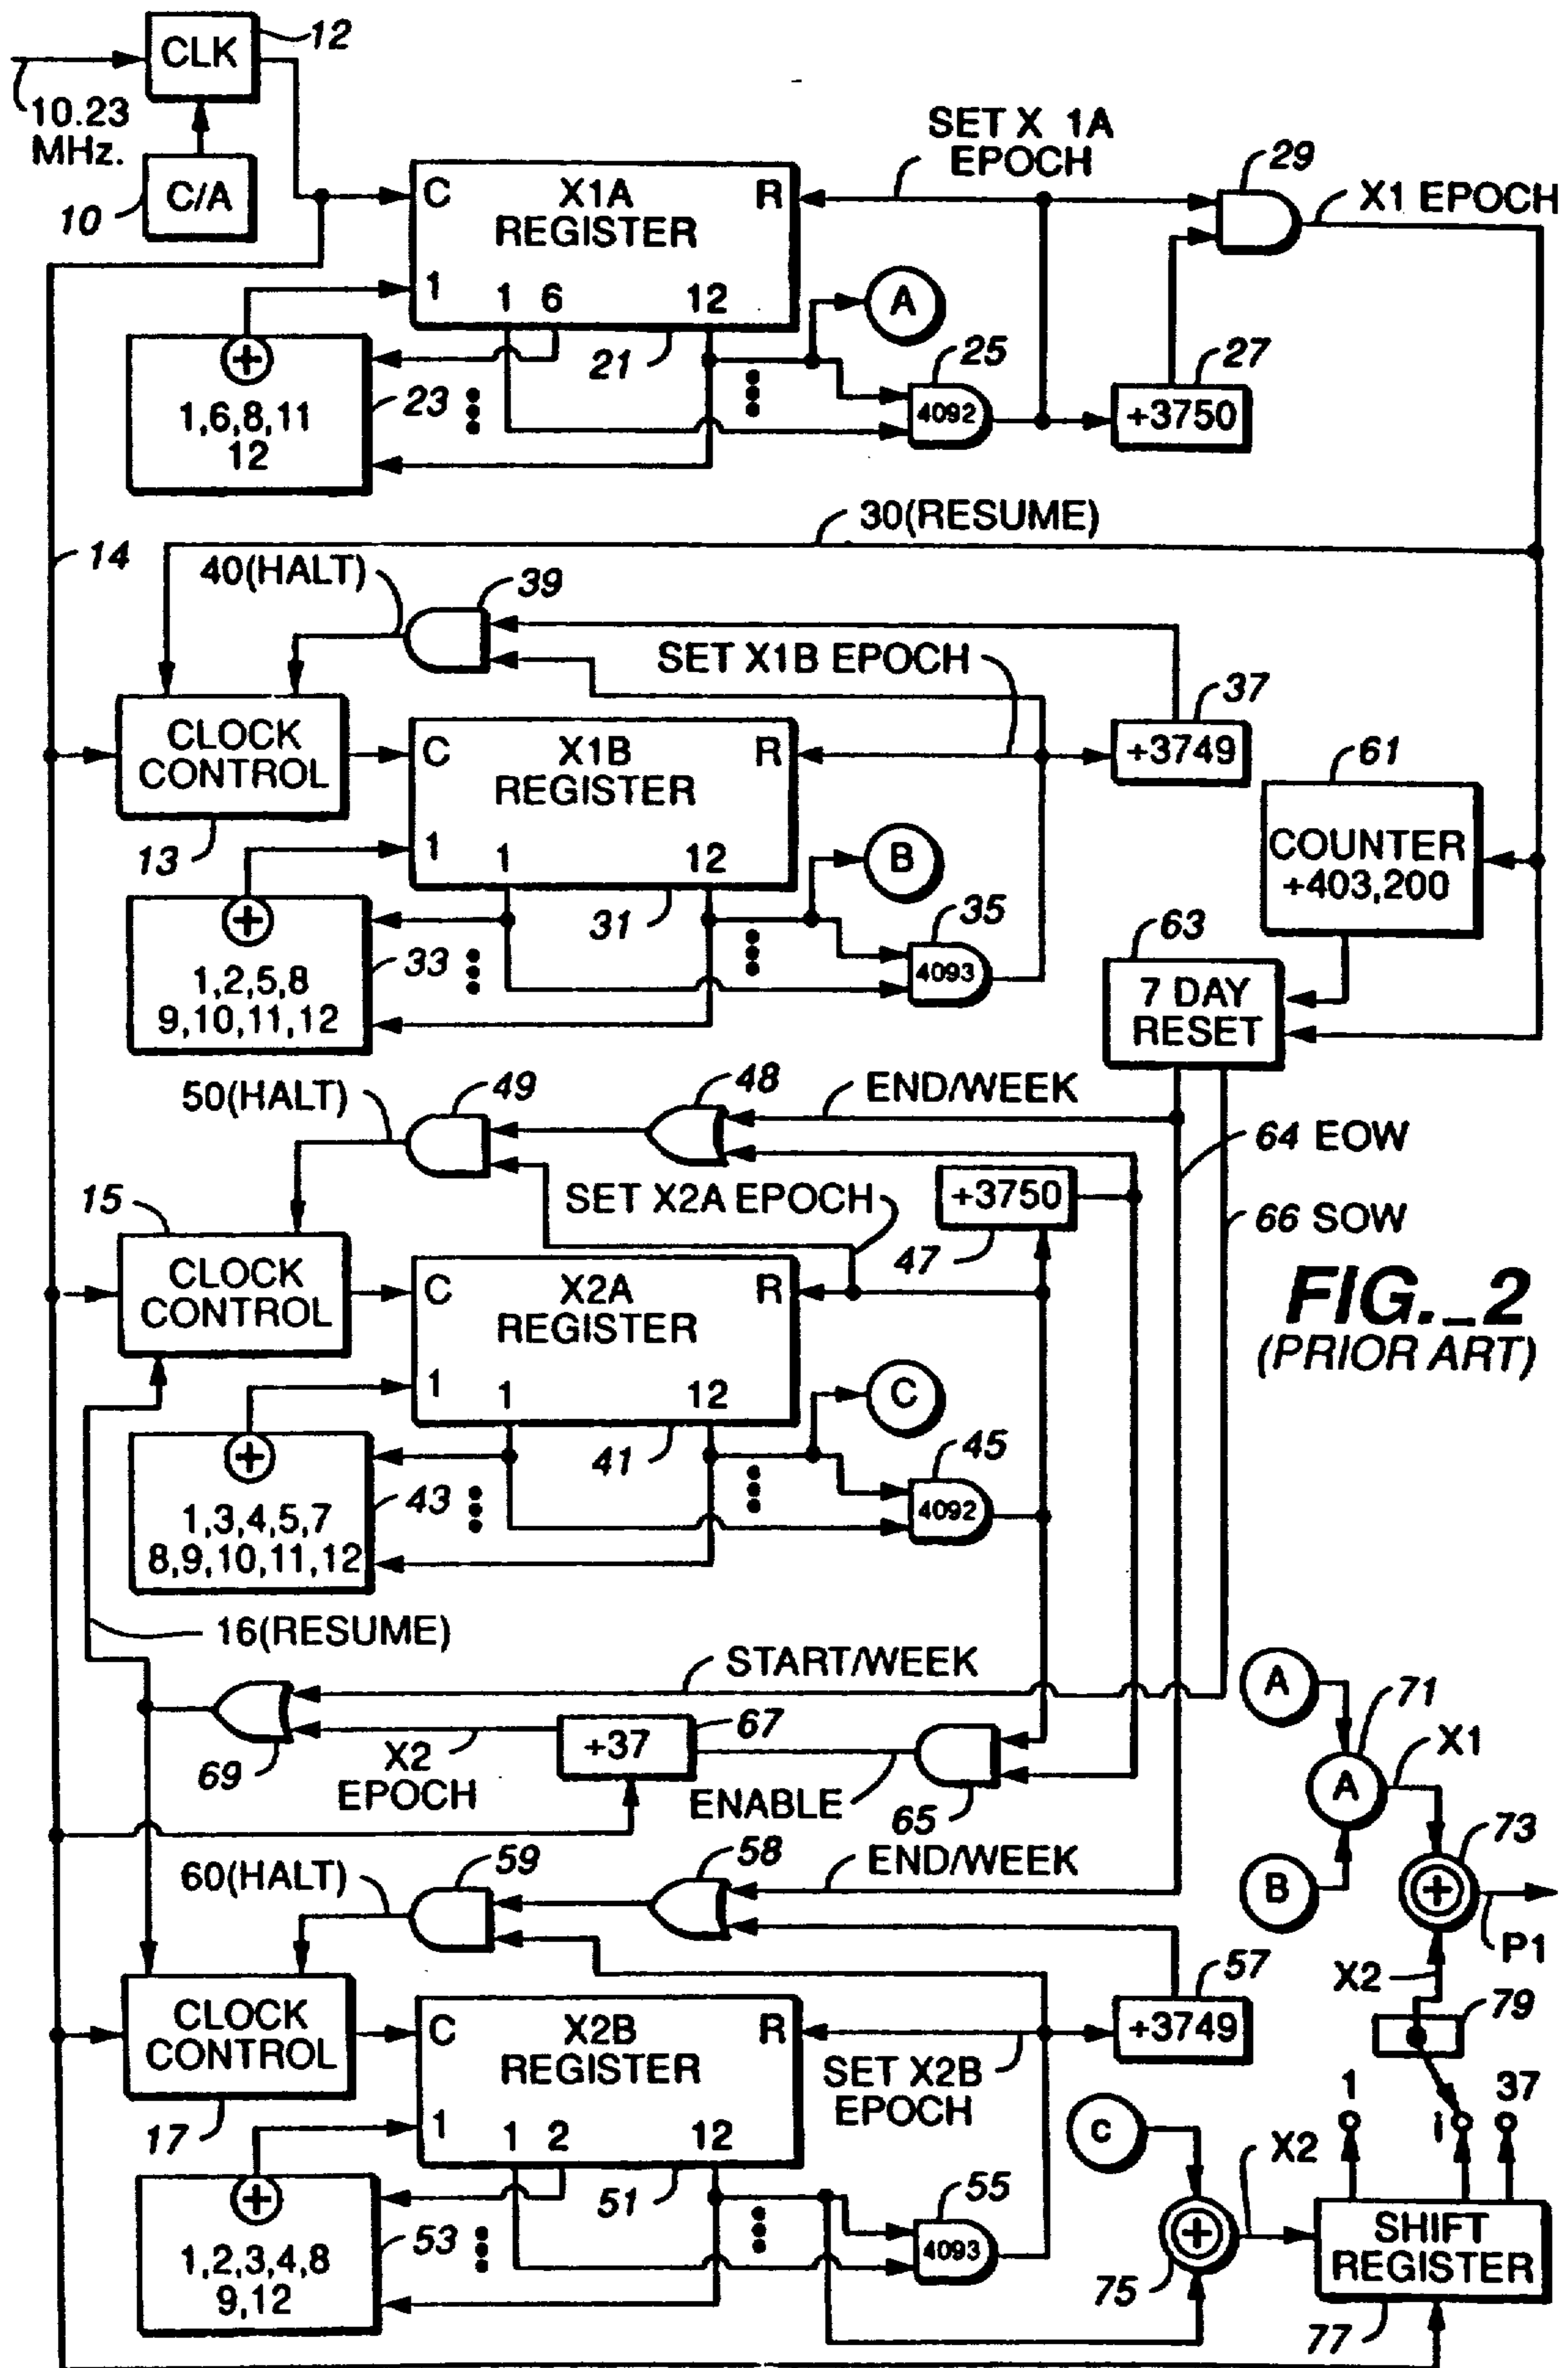 CLK
12
10.23
MHz.
C/A
10
SET X 1A
EPOCH
29
X1 EPOCH
C
X1A
REGISTER
R
1
1 6 12
A
25
27
4092
+3750
21
23
1,6,8,11
12
30(RESUME)
14
40(HALT)
39
SET X1B EPOCH
37
CLOCK
CONTROL
C
X1B
REGISTER
R
+3749
61
13
1
1 12
B
COUNTER
+403,200
35
4093
31
33
1,2,5,8
9,10,11,12
63
7 DAY
RESET
50(HALT)
49
48
END/WEEK
64 EOW
15
SET X2A EPOCH
+3750
47
66 SOW
CLOCK
CONTROL
C
X2A
REGISTER
R
FIG._2
(PRIOR ART)
1
1 12
C
45
4092
41
43
1,3,4,5,7
8,9,10,11,12
16(RESUME)
START/WEEK
A
71
X1
69
X2
EPOCH
+37
67
ENABLE
65
A
73
B
P1
60(HALT)
59
58
END/WEEK
X2
57
79
CLOCK
CONTROL
C
X2B
REGISTER
R
+3749
SET X2B
EPOCH
1
i
37
17
1
1 2 12
c
X2
55
4093
51
53
1,2,3,4,8
9,12
75
SHIFT
REGISTER
77